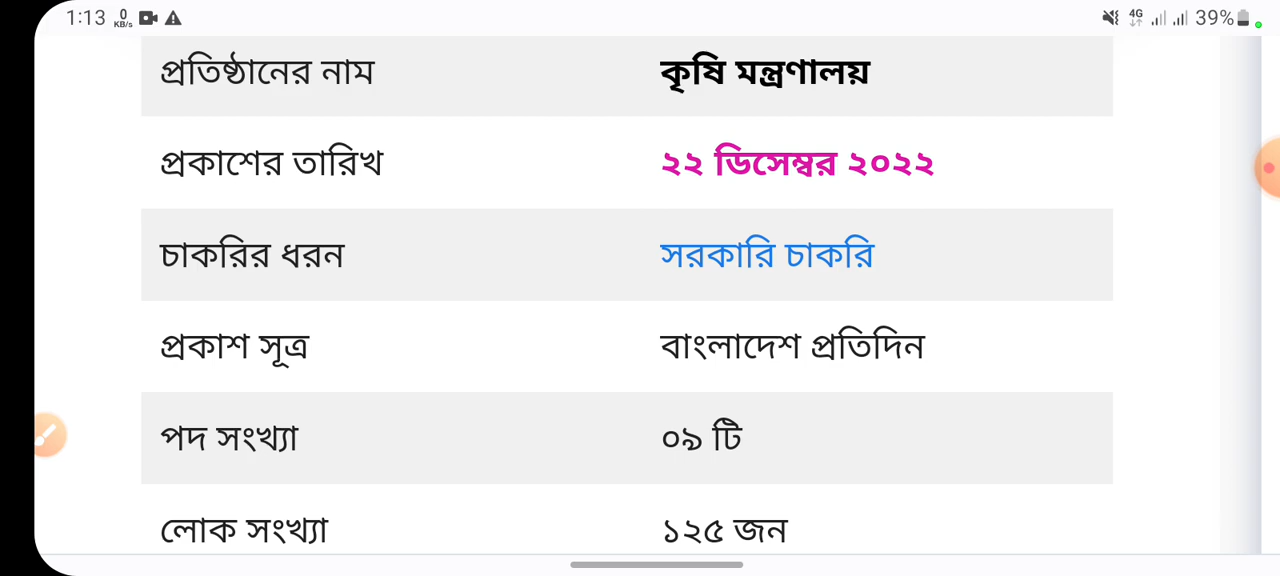 1:13 0 KB/s 4G 39%
প্রতিষ্ঠানের নাম কৃষি মন্ত্রণালয়
প্রকাশের তারিখ ২২ ডিসেম্বর ২০২২
চাকরির ধরন সরকারি চাকরি
প্রকাশ সূত্র বাংলাদেশ প্রতিদিন
পদ সংখ্যা ০৯ টি
লোক সংখ্যা ১২৫ জন